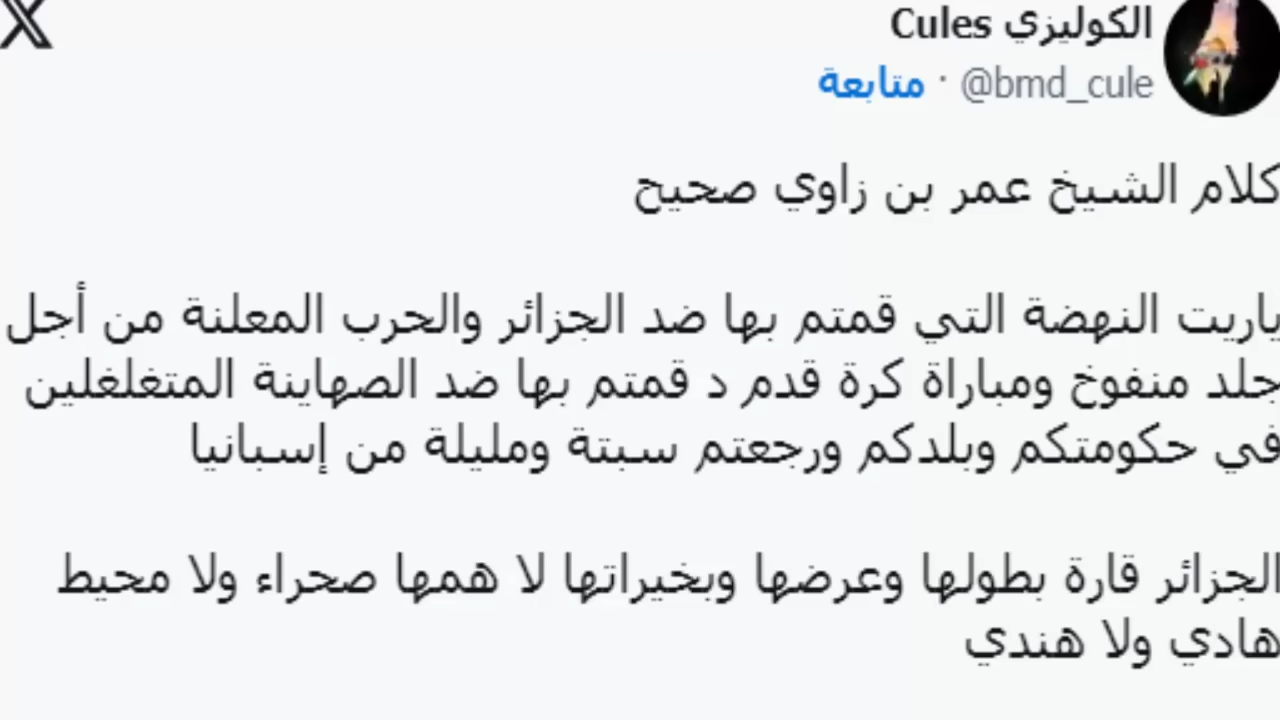 الكوليزي Cules
@bmd_cule · متابعة
كلام الشيخ عمر بن زاوي صحيح
ياريت النهضة التي قمتم بها ضد الجزائر والحرب المعلنة من أجل
جلد منفوخ ومباراة كرة قدم د قمتم بها ضد الصهاينة المتغلغلين
في حكومتكم وبلدكم ورجعتم سبتة ومليلة من إسبانيا
الجزائر قارة بطولها وعرضها وبخيراتها لا همها صحراء ولا محيط
هادي ولا هندي